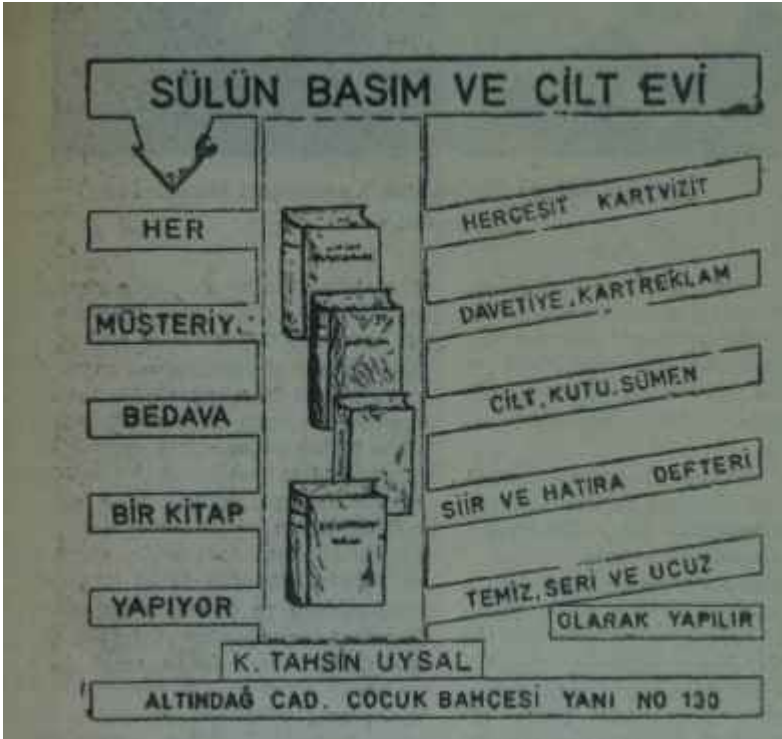 SÜLÜN BASIM VE CİLT EVİ
HER
MÜŞTERİY.
BEDAVA
BİR KİTAP
YAPIYOR
HERÇEŞİT KARTVİZİT
DAVETİYE, KARTREKLAM
CİLT, KUTU, SÜMEN
ŞİİR VE HATIRA DEFTERİ
TEMİZ, SERİ VE UCUZ
OLARAK YAPILIR
K. TAHSİN UYSAL
ALTINDAĞ CAD. ÇOCUK BAHÇESİ YANI NO 130